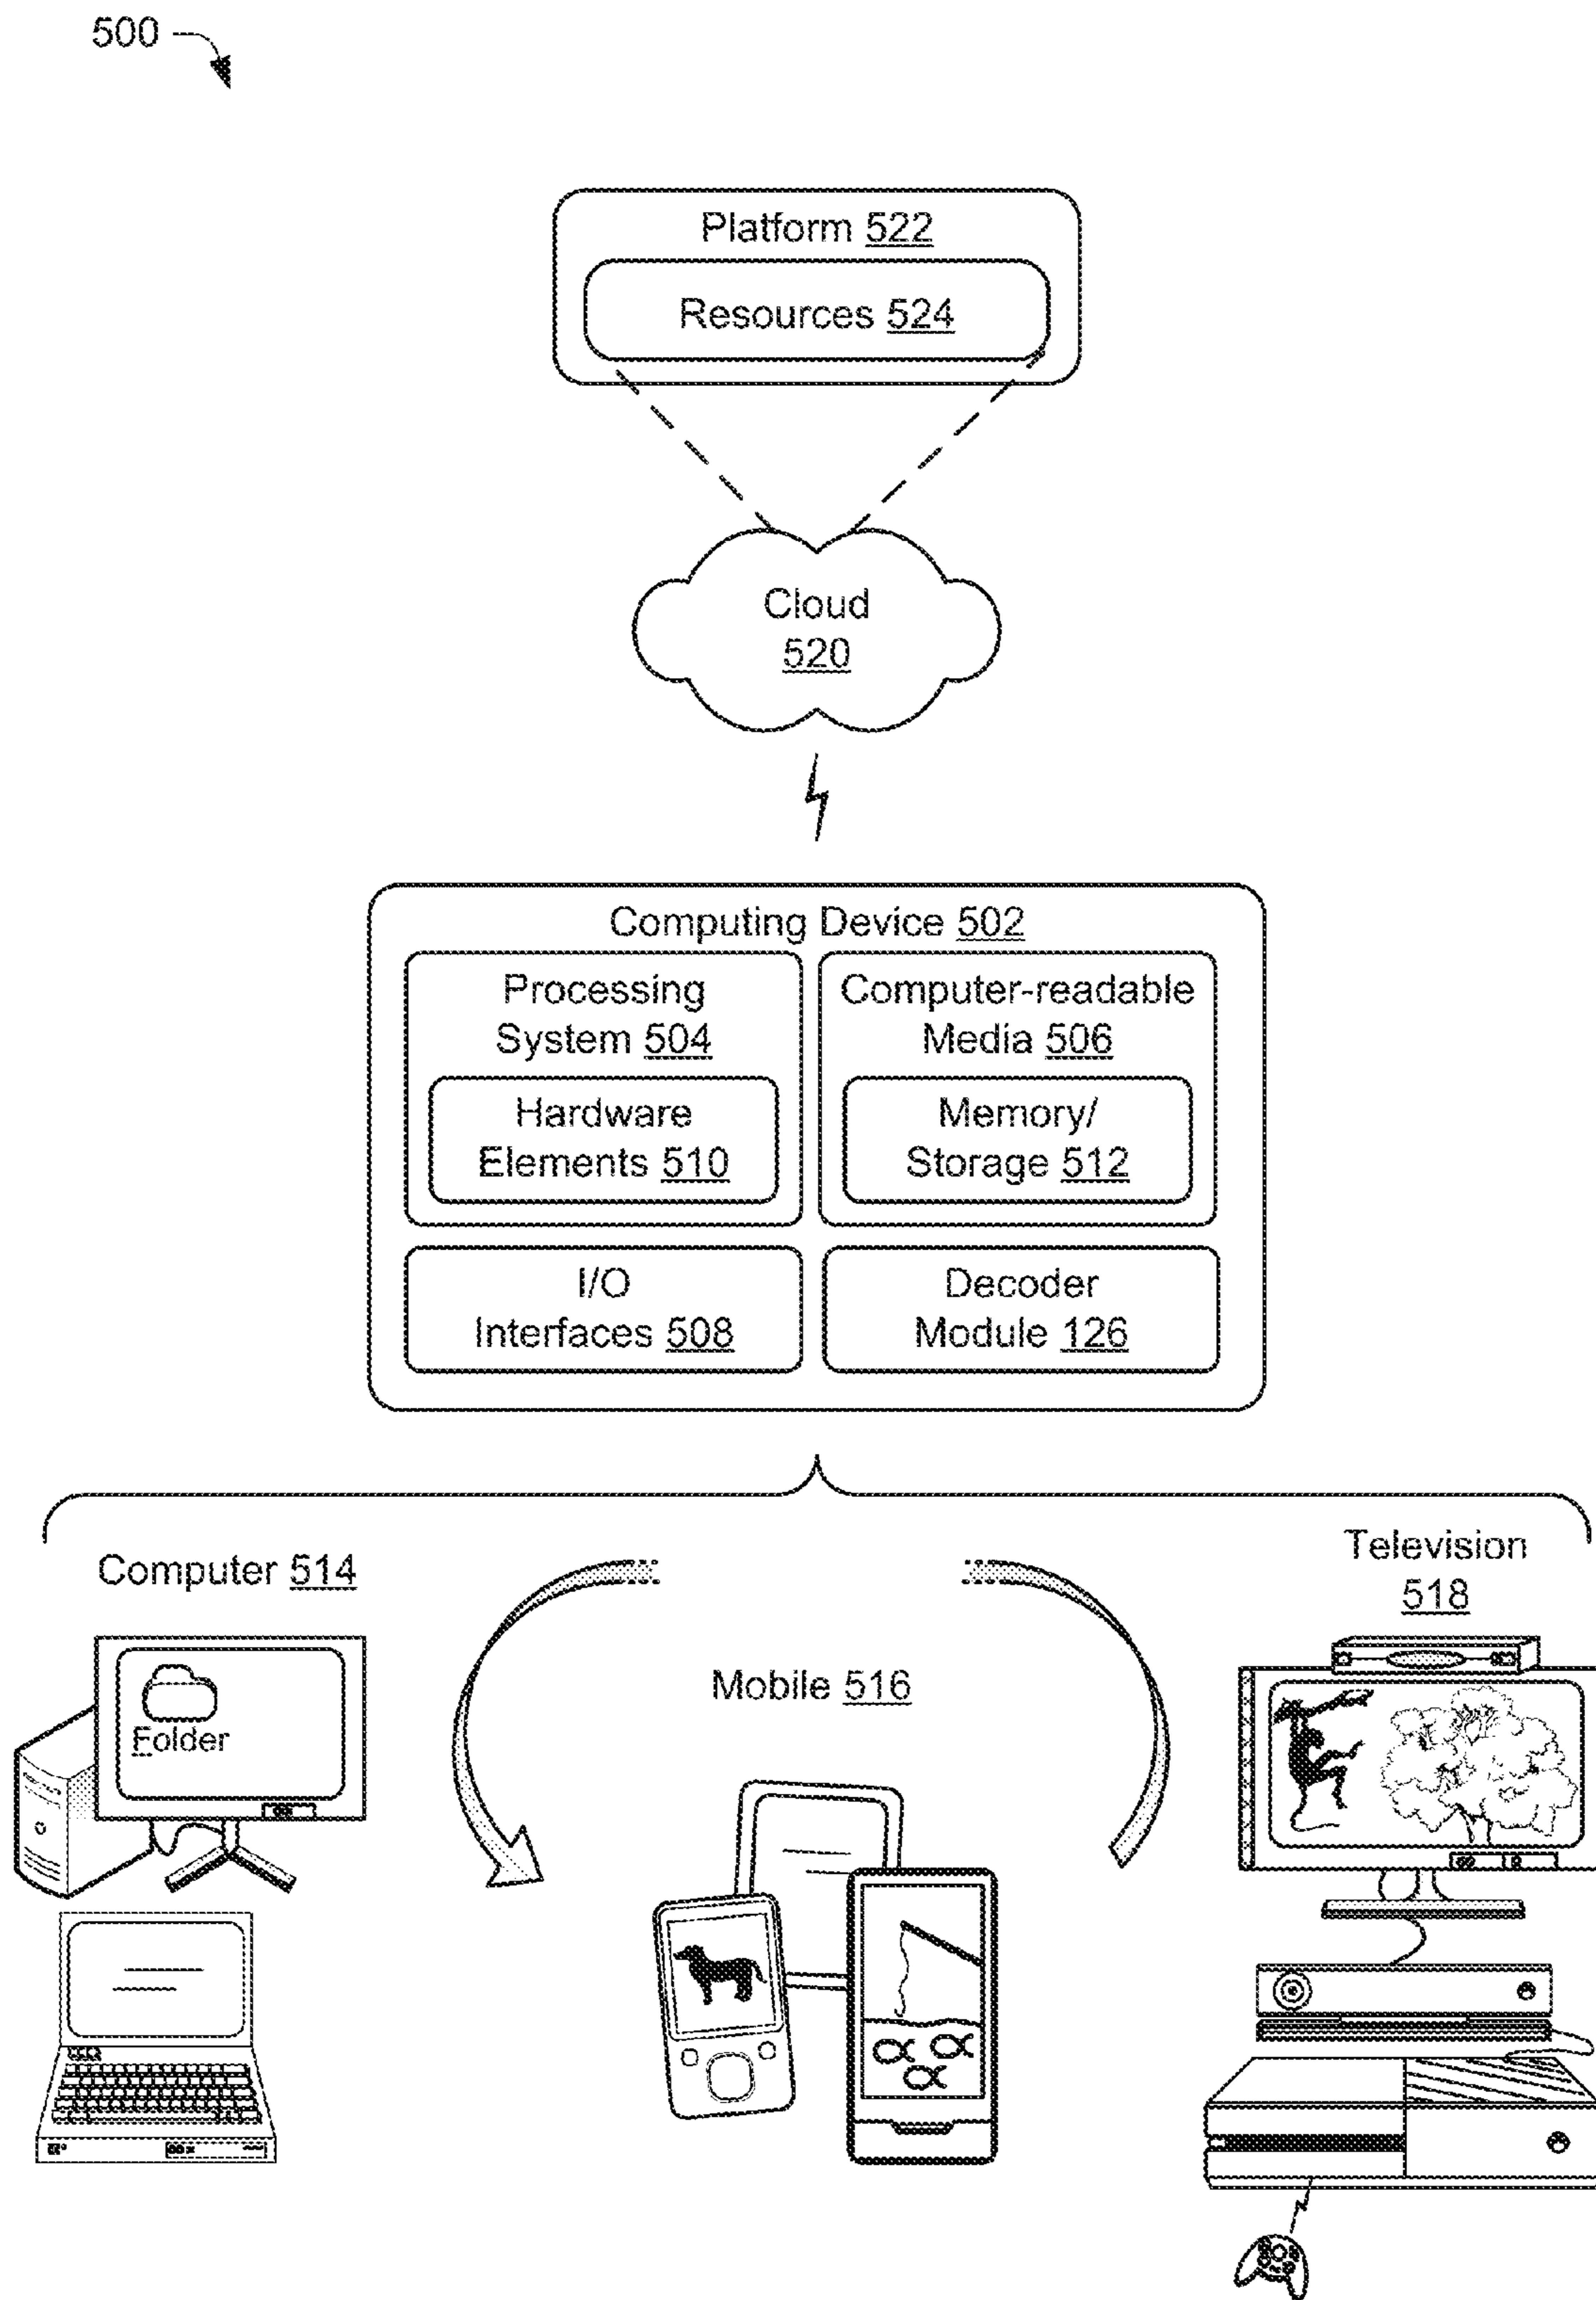 500
Platform 522
Resources 524
Cloud
520
Computing Device 502
Processing
System 504
Hardware
Elements 510
Computer-readable
Media 506
Memory/
Storage 512
I/O
Interfaces 508
Decoder
Module 126
Computer 514
Folder
Mobile 516
Television
518